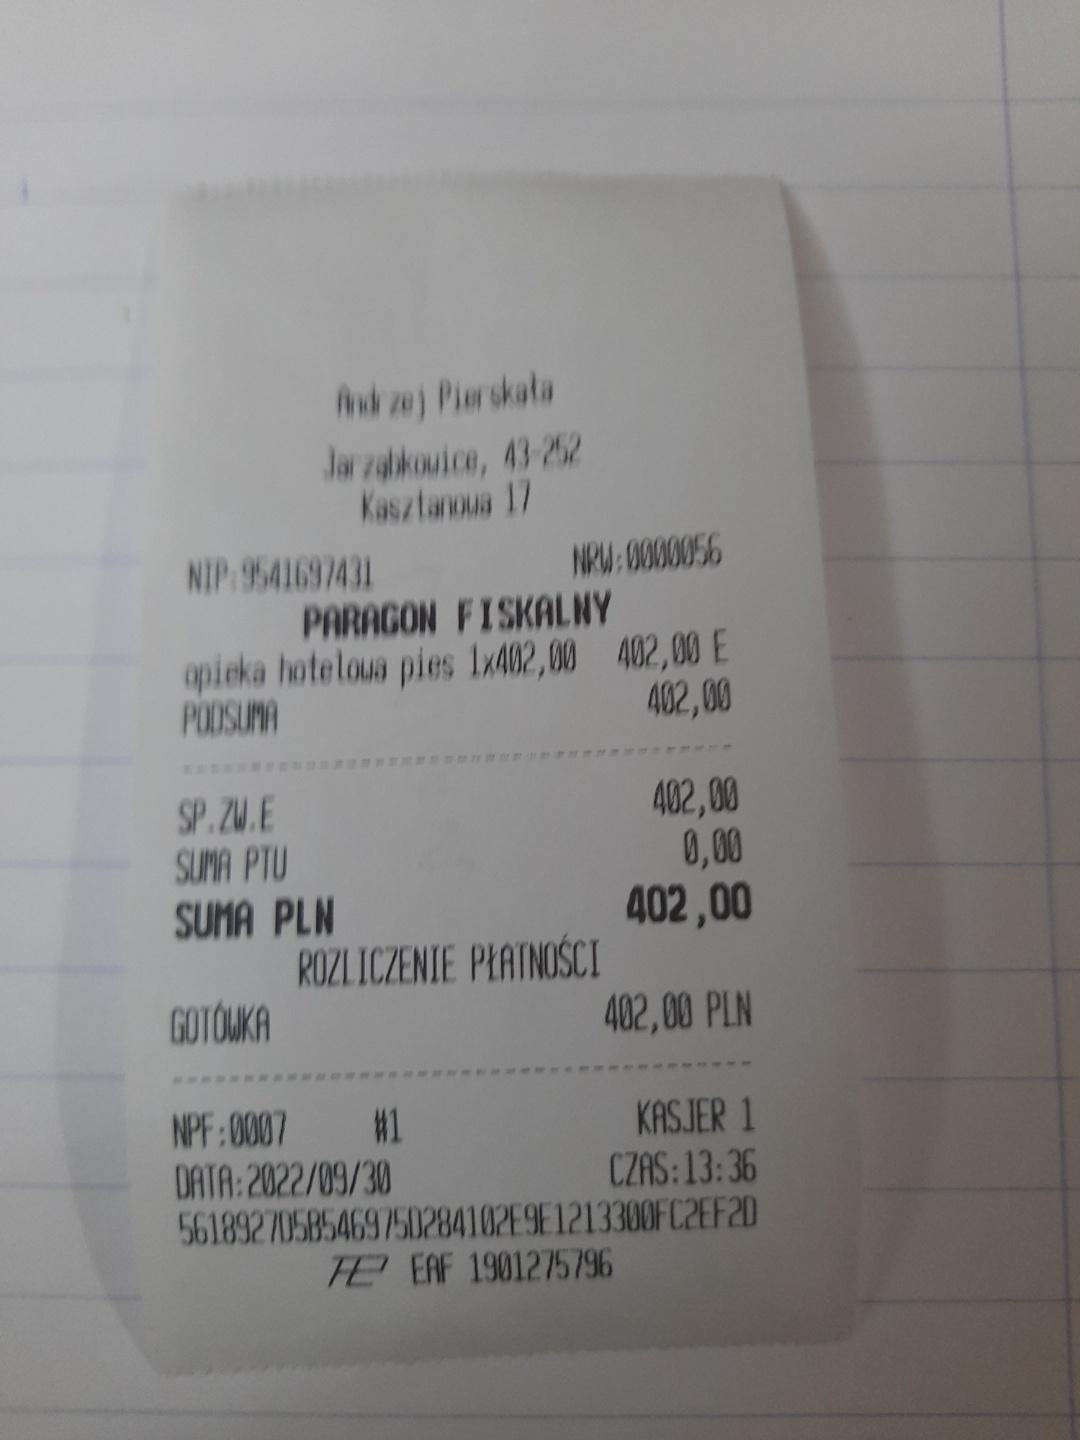 Andrzej Pierskała
Jarząbkowice, 43-252
Kasztanowa 17
NIP:9541697431 NRW:0000056
PARAGON FISKALNY
opieka hotelowa pies 1x402,00 402,00 E
PODSUMA 402,00
SP.ZW.E 402,00
SUMA PTU 0,00
SUMA PLN 402,00
ROZLICZENIE PŁATNOŚCI
GOTÓWKA 402,00 PLN
NPF:0007 #1 KASJER 1
DATA:2022/09/30 CZAS:13:36
5618927D5B546975D284102E9E1213300FC2EF2D
EAF 1901275796